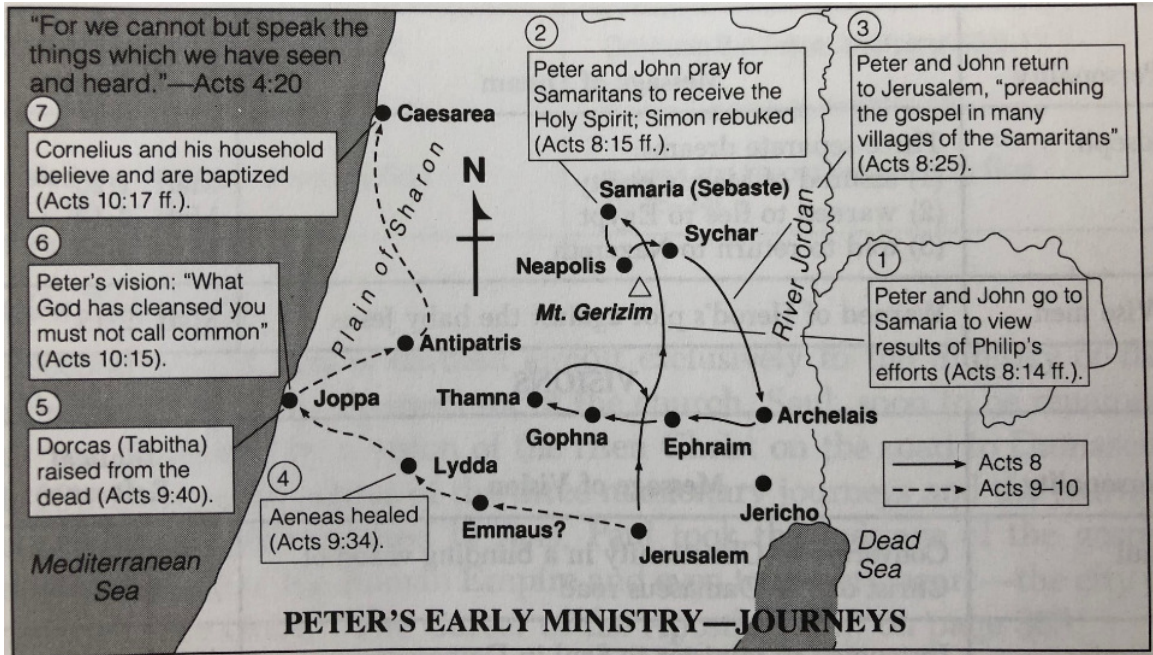 "For we cannot but speak the
things which we have seen
and heard."—Acts 4:20
7
Cornelius and his household
believe and are baptized
(Acts 10:17 ff.).
6
Peter's vision: "What
God has cleansed you
must not call common"
(Acts 10:15).
5
Dorcas (Tabitha)
raised from the
dead (Acts 9:40).
4
Aeneas healed
(Acts 9:34).
2
Peter and John pray for
Samaritans to receive the
Holy Spirit; Simon rebuked
(Acts 8:15 ff.).
3
Peter and John return
to Jerusalem, "preaching
the gospel in many
villages of the Samaritans"
(Acts 8:25).
1
Peter and John go to
Samaria to view
results of Philip's
efforts (Acts 8:14 ff.).
Caesarea
Plain of Sharon
N
Samaria (Sebaste)
Sychar
Neapolis
Mt. Gerizim
River Jordan
Antipatris
Joppa
Thamna
Gophna
Ephraim
Archelais
Lydda
Emmaus?
Jericho
Jerusalem
Acts 8
Acts 9–10
Mediterranean
Sea
Dead
Sea
PETER'S EARLY MINISTRY—JOURNEYS